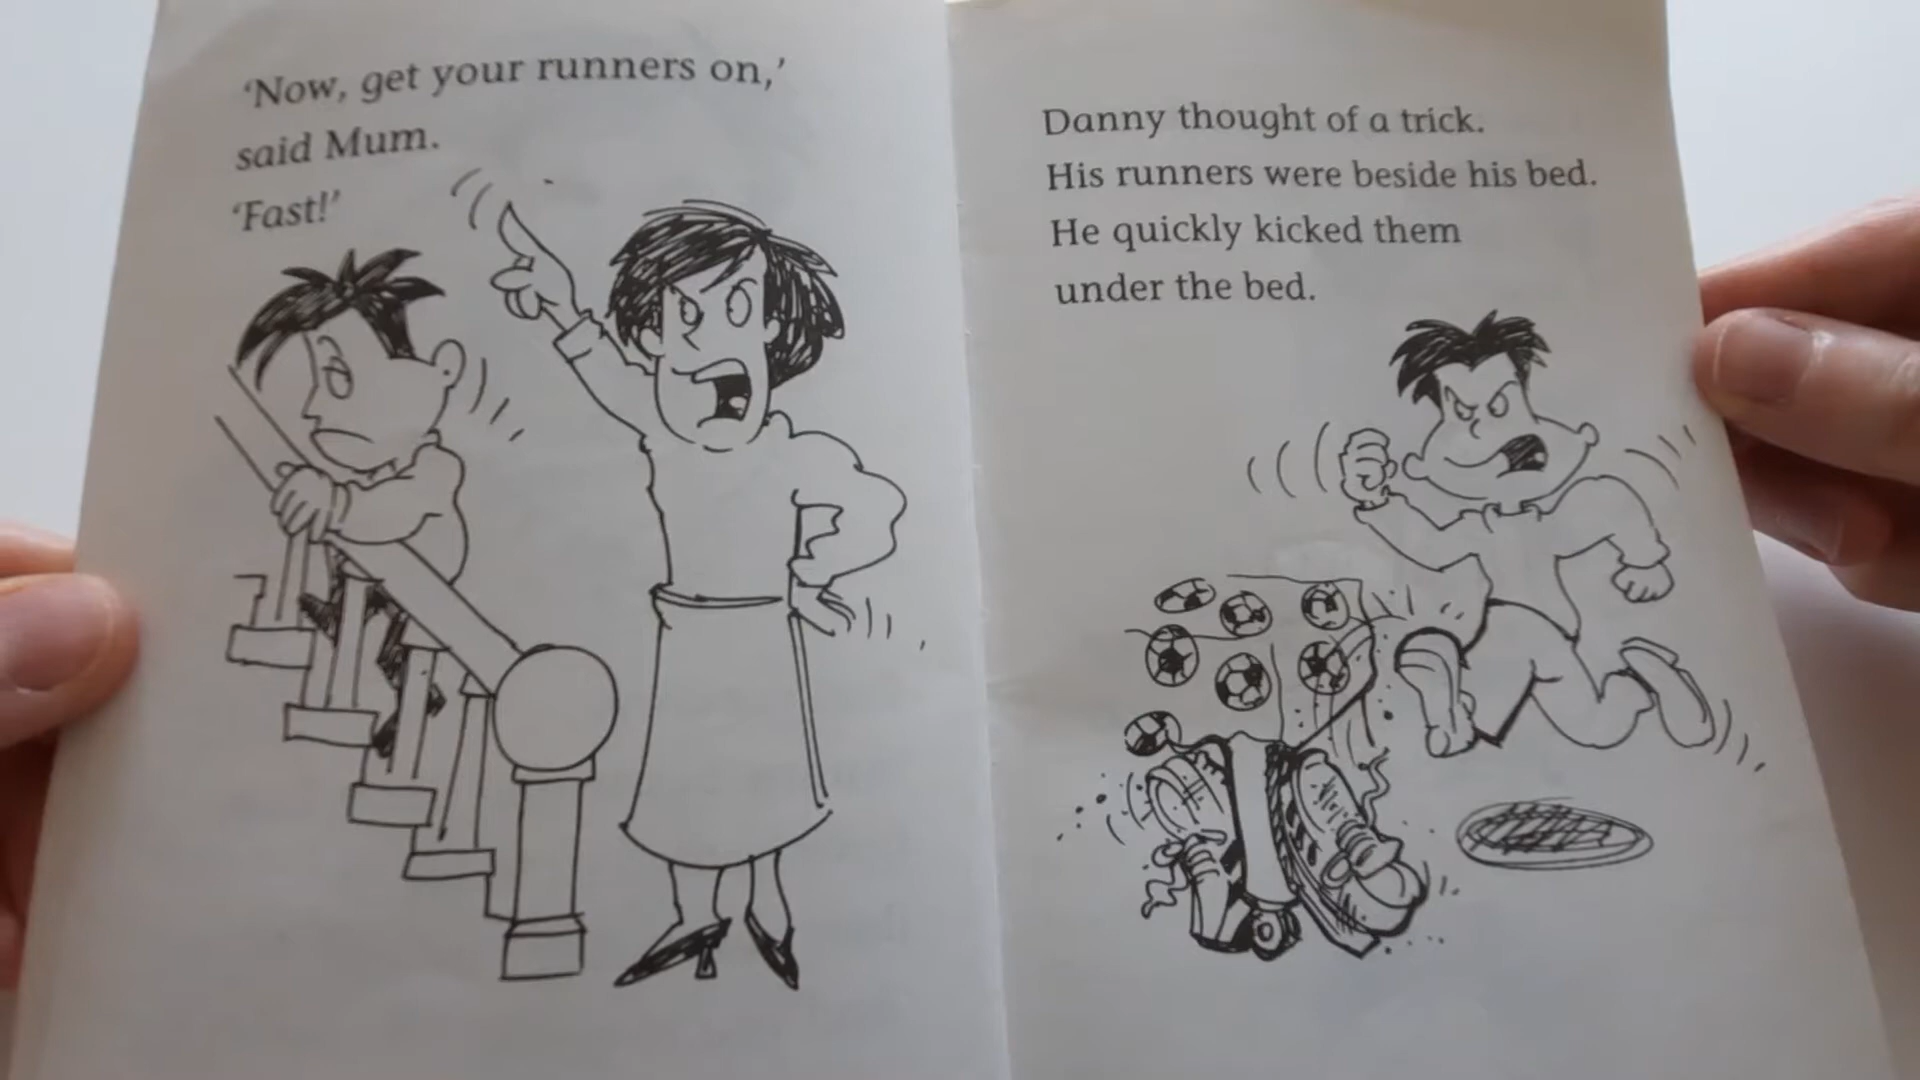 ‘Now, get your runners on,’
said Mum.
‘Fast!’
Danny thought of a trick.
His runners were beside his bed.
He quickly kicked them
under the bed.